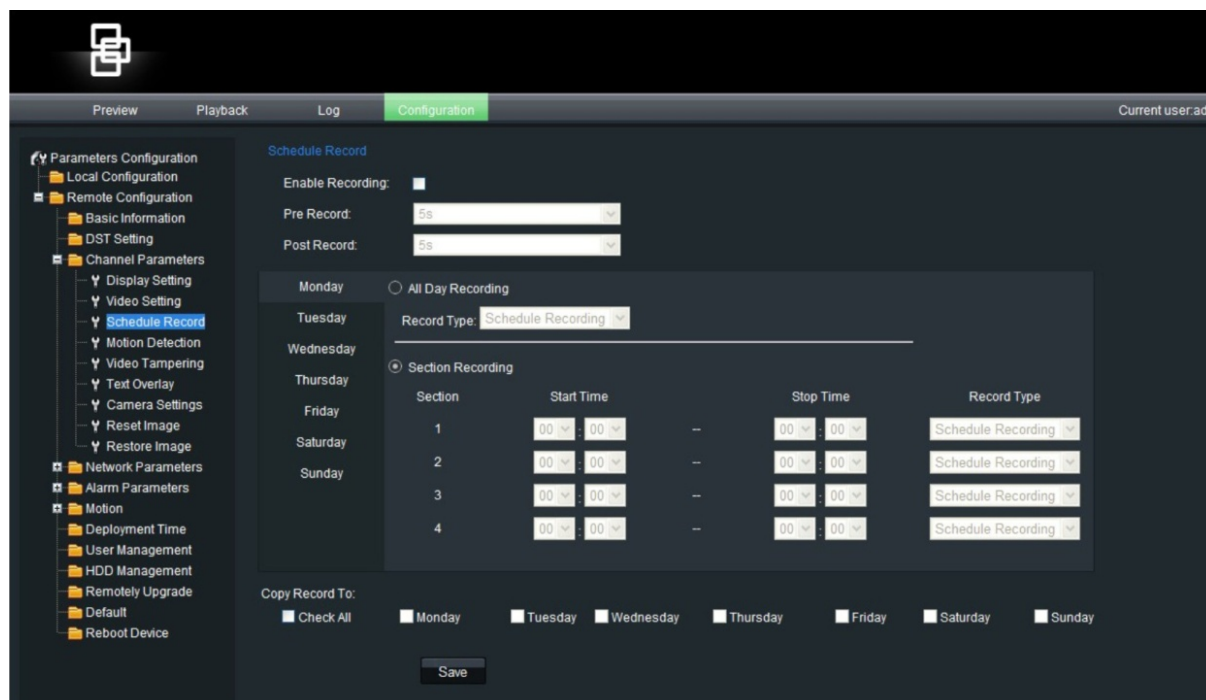 Preview Playback Log Configuration Current user:ad
Parameters Configuration
Local Configuration
Remote Configuration
Basic Information
DST Setting
Channel Parameters
Display Setting
Video Setting
Schedule Record
Motion Detection
Video Tampering
Text Overlay
Camera Settings
Reset Image
Restore Image
Network Parameters
Alarm Parameters
Motion
Deployment Time
User Management
HDD Management
Remotely Upgrade
Default
Reboot Device
Schedule Record
Enable Recording:
Pre Record: 5s
Post Record: 5s
Monday
Tuesday
Wednesday
Thursday
Friday
Saturday
Sunday
All Day Recording
Record Type: Schedule Recording
Section Recording
Section Start Time Stop Time Record Type
1 00 : 00 -- 00 : 00 Schedule Recording
2 00 : 00 -- 00 : 00 Schedule Recording
3 00 : 00 -- 00 : 00 Schedule Recording
4 00 : 00 -- 00 : 00 Schedule Recording
Copy Record To:
Check All Monday Tuesday Wednesday Thursday Friday Saturday Sunday
Save